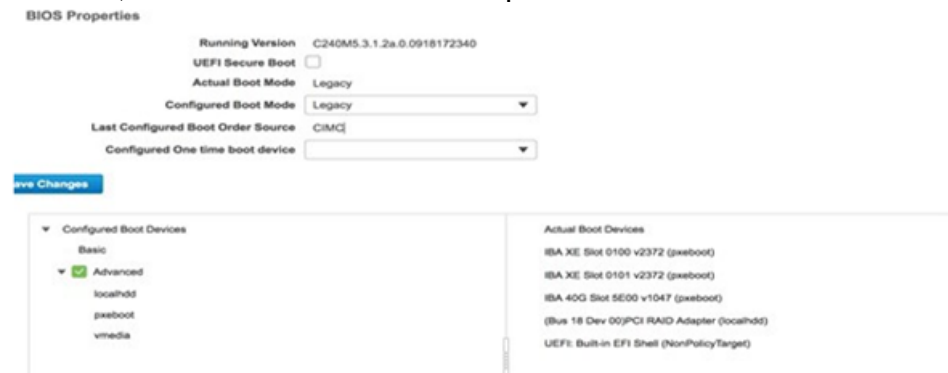 BIOS Properties
Running Version C240M5.3.1.2a.0.0918172340
UEFI Secure Boot
Actual Boot Mode Legacy
Configured Boot Mode Legacy
Last Configured Boot Order Source CIMC
Configured One time boot device
ave Changes
Configured Boot Devices
Basic
Advanced
localhdd
pxeboot
vmedia
Actual Boot Devices
IBA XE Slot 0100 v2372 (pxeboot)
IBA XE Slot 0101 v2372 (pxeboot)
IBA 40G Slot 5E00 v1047 (pxeboot)
(Bus 18 Dev 00)PCI RAID Adapter (localhdd)
UEFI: Built-in EFI Shell (NonPolicyTarget)